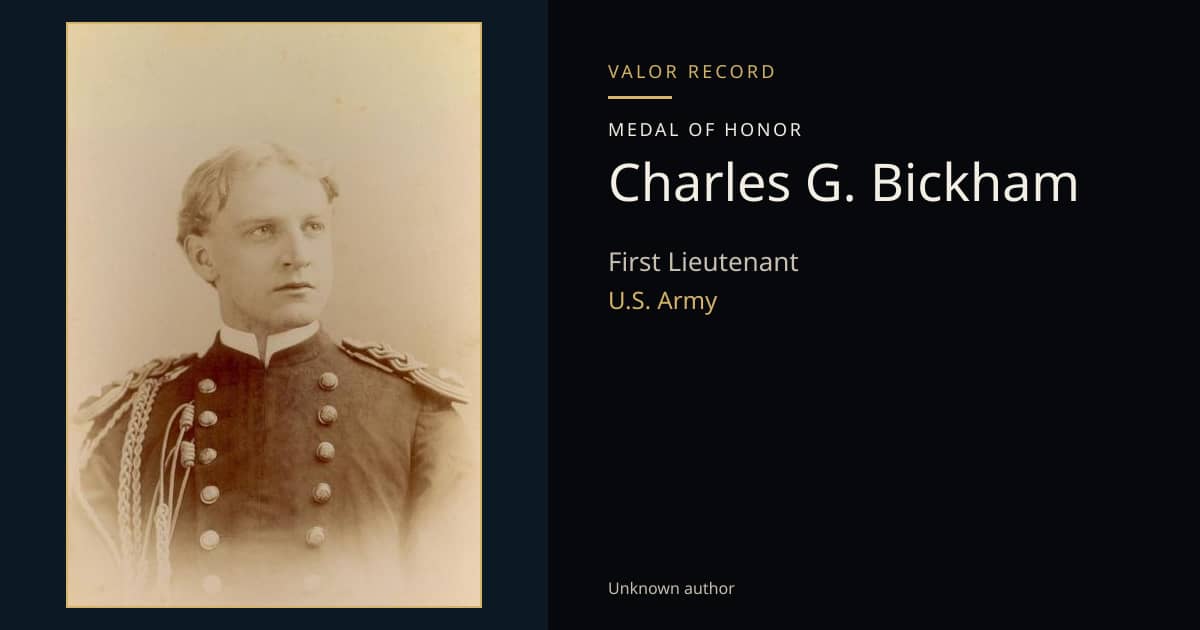 VALOR RECORD
MEDAL OF HONOR
Charles G. Bickham
First Lieutenant
U.S. Army
Unknown author